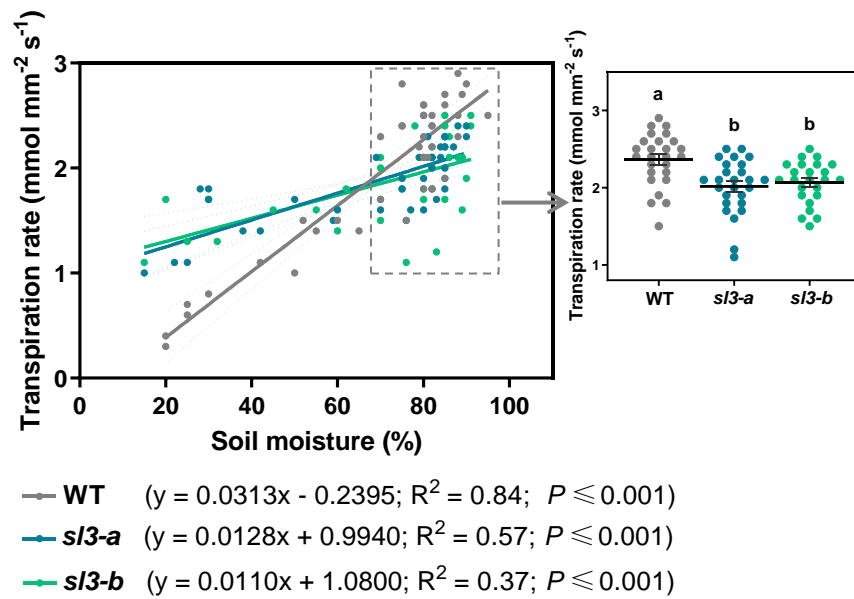 Transpiration rate (mmol mm⁻² s⁻¹)
3
2
1
0
0 20 40 60 80 100
Soil moisture (%)
Transpiration rate (mmol mm⁻² s⁻¹)
3
2
1
a b b
WT sl3-a sl3-b
WT (y = 0.0313x - 0.2395; R² = 0.84; P ≤ 0.001)
sl3-a (y = 0.0128x + 0.9940; R² = 0.57; P ≤ 0.001)
sl3-b (y = 0.0110x + 1.0800; R² = 0.37; P ≤ 0.001)